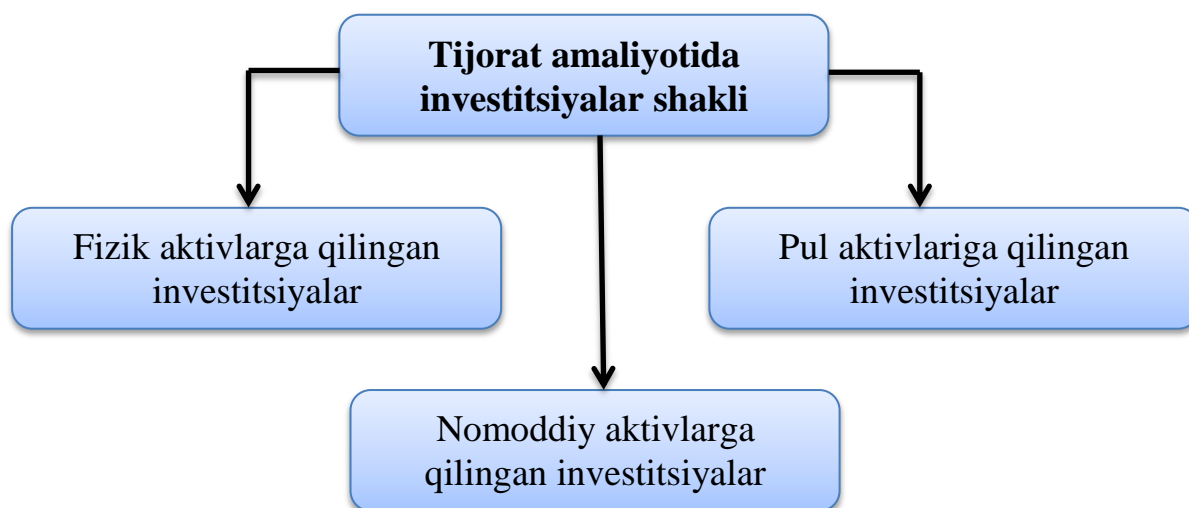 Tijorat amaliyotida
investitsiyalar shakli
Fizik aktivlarga qilingan
investitsiyalar
Pul aktivlariga qilingan
investitsiyalar
Nomoddiy aktivlarga
qilingan investitsiyalar